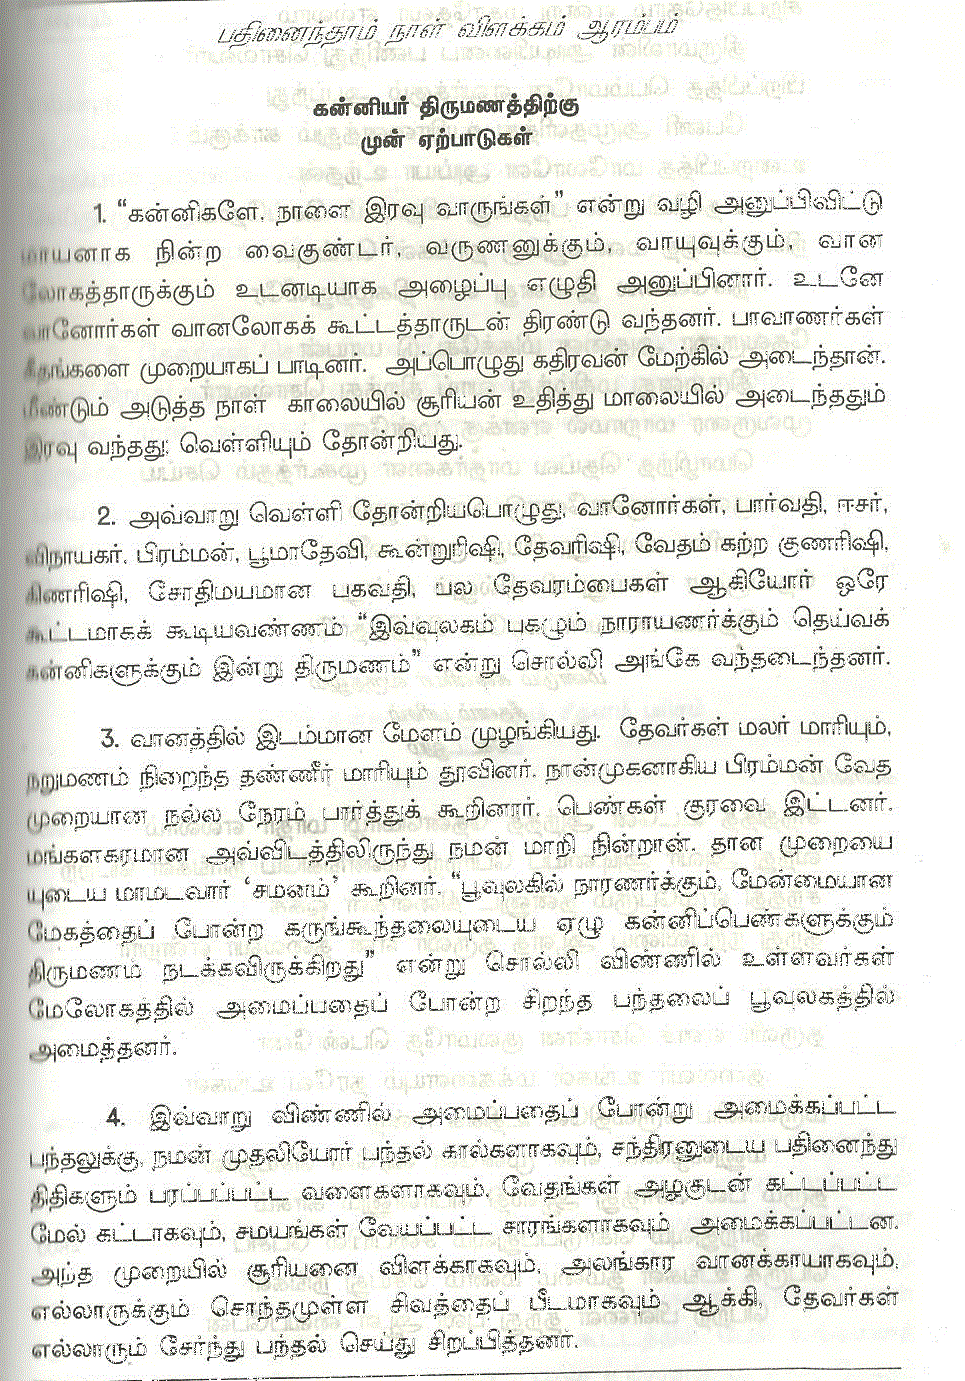 பதினைந்தாம் நாள் விளக்கம் ஆரம்பம்
கன்னியர் திருமணத்திற்கு
முன் ஏற்பாடுகள்
1. “கன்னிகளே, நாளை இரவு வாருங்கள்” என்று வழி அனுப்பிவிட்டு
மாயனாக நின்ற வைகுண்டர், வருணனுக்கும், வாயுவுக்கும், வான
லோகத்தாருக்கும் உடனடியாக அழைப்பு எழுதி அனுப்பினார். உடனே
வானோர்கள் வானலோகக் கூட்டத்தாருடன் திரண்டு வந்தனர். பாவாணர்கள்
கீதங்களை முறையாகப் பாடினர். அப்பொழுது கதிரவன் மேற்கில் அடைந்தான்.
மீண்டும் அடுத்த நாள் காலையில் சூரியன் உதித்து மாலையில் அடைந்ததும்
இரவு வந்தது; வெள்ளியும் தோன்றியது.
2. அவ்வாறு வெள்ளி தோன்றியபொழுது, வானோர்கள், பார்வதி, ஈசர்,
விநாயகர், பிரம்மன், பூமாதேவி, கூன்றுரிஷி, தேவரிஷி, வேதம் கற்ற குணரிஷி,
கிணரிஷி, சோதிமயமான பகவதி, பல தேவரம்பைகள் ஆகியோர் ஒரே
கூட்டமாகக் கூடியவண்ணம் “இவ்வுலகம் புகழும் நாராயணர்க்கும் தெய்வக்
கன்னிகளுக்கும் இன்று திருமணம்” என்று சொல்லி அங்கே வந்தடைந்தனர்.
3. வானத்தில் இடம்மான மேளம் முழங்கியது. தேவர்கள் மலர் மாரியும்,
நறுமணம் நிறைந்த தண்ணீர் மாரியும் தூவினர். நான்முகனாகிய பிரம்மன் வேத
முறையான நல்ல நேரம் பார்த்துக் கூறினார். பெண்கள் குரவை இட்டனர்.
மங்களகரமான அவ்விடத்திலிருந்து நமன் மாறி நின்றான். தான முறையை
யுடைய மாமடவார் ‘சமனம்’ கூறினர். “பூவுலகில் நாரணர்க்கும், மேன்மையான
மேகத்தைப் போன்ற கருங்கூந்தலையுடைய ஏழு கன்னிப்பெண்களுக்கும்
திருமணம் நடக்கவிருக்கிறது” என்று சொல்லி விண்ணில் உள்ளவர்கள்
மேலோகத்தில் அமைப்பதைப் போன்ற சிறந்த பந்தலைப் பூவுலகத்தில்
அமைத்தனர்.
4. இவ்வாறு விண்ணில் அமைப்பதைப் போன்று அமைக்கப்பட்ட
பந்தலுக்கு, நமன் முதலியோர் பந்தல் கால்களாகவும், சந்திரனுடைய பதினைந்து
திதிகளும் பரப்பப்பட்ட வளைகளாகவும், வேதங்கள் அழகுடன் கட்டப்பட்ட
மேல் கட்டாகவும், சமயங்கள் வேயப்பட்ட சாரங்களாகவும் அமைக்கப்பட்டன.
அந்த முறையில் சூரியனை விளக்காகவும், அலங்கார வானக்காயாகவும்,
எல்லாருக்கும் சொந்தமுள்ள சிவத்தைப் பீடமாகவும் ஆக்கி, தேவர்கள்
எல்லாரும் சேர்ந்து பந்தல் செய்து சிறப்பித்தனர்.